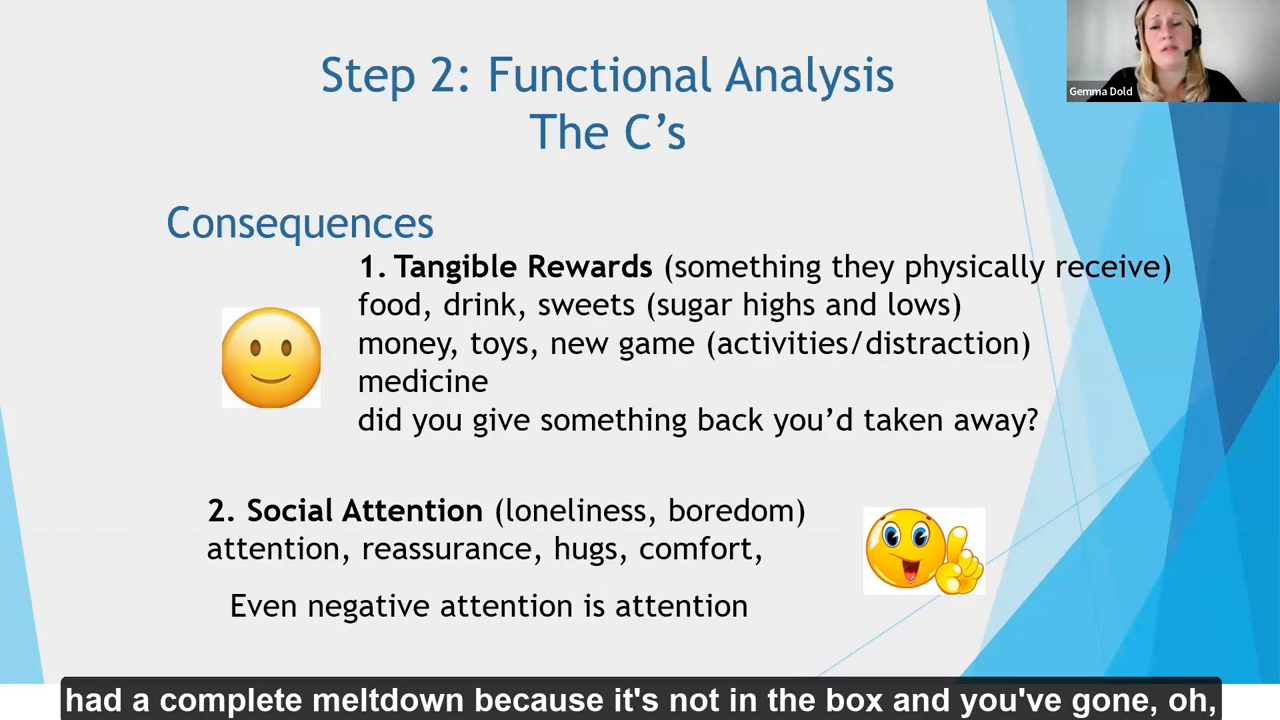 Step 2: Functional Analysis
The C's
Gemma Dold
Consequences
1. Tangible Rewards (something they physically receive)
food, drink, sweets (sugar highs and lows)
money, toys, new game (activities/distraction)
medicine
did you give something back you'd taken away?
2. Social Attention (loneliness, boredom)
attention, reassurance, hugs, comfort,
Even negative attention is attention
had a complete meltdown because it's not in the box and you've gone, oh,